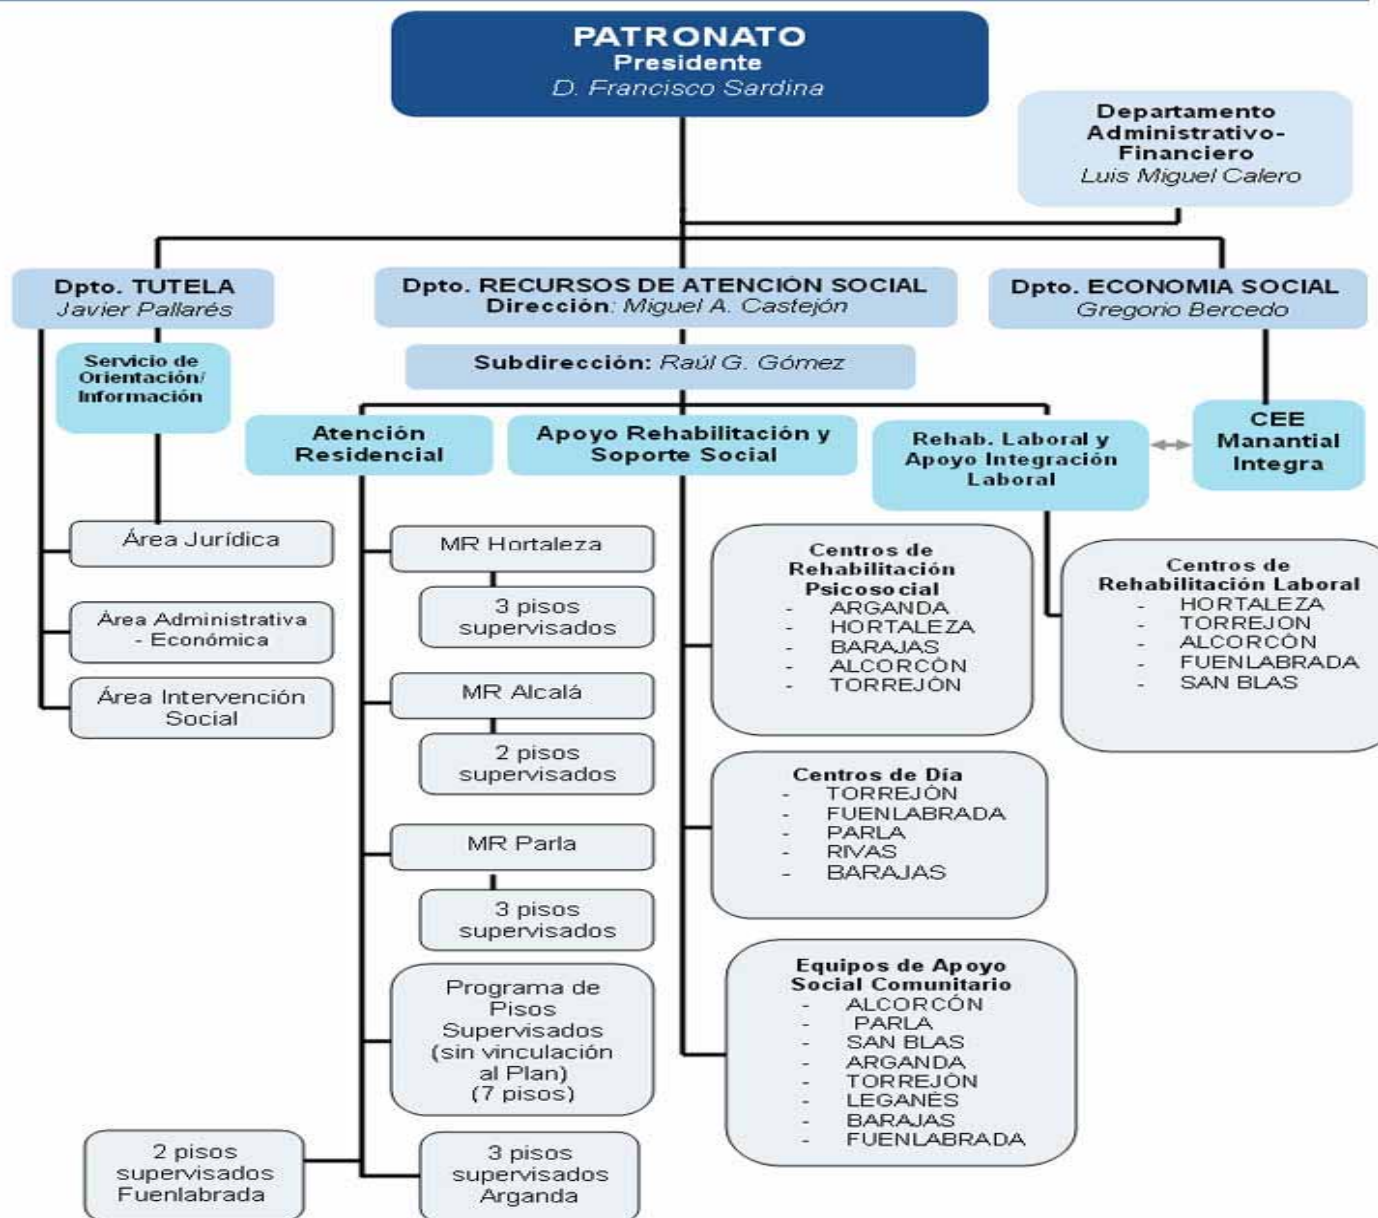 PATRONATO
Presidente
D. Francisco Sardina
Departamento
Administrativo-
Financiero
Luis Miguel Calero
Dpto. TUTELA
Javier Pallarés
Dpto. RECURSOS DE ATENCIÓN SOCIAL
Dirección: Miguel A. Castejón
Dpto. ECONOMIA SOCIAL
Gregorio Bercedo
Servicio de
Orientación/
Información
Subdirección: Raúl G. Gómez
Atención
Residencial
Apoyo Rehabilitación y
Soporte Social
Rehab. Laboral y
Apoyo Integración
Laboral
CEE
Manantial
Integra
Área Jurídica
Área Administrativa
- Económica
Área Intervención
Social
MR Hortaleza
3 pisos
supervisados
MR Alcalá
2 pisos
supervisados
MR Parla
3 pisos
supervisados
Programa de
Pisos
Supervisados
(sin vinculación
al Plan)
(7 pisos)
2 pisos
supervisados
Fuenlabrada
3 pisos
supervisados
Arganda
Centros de
Rehabilitación
Psicosocial
- ARGANDA
- HORTALEZA
- BARAJAS
- ALCORCÓN
- TORREJÓN
Centros de Día
- TORREJÓN
- FUENLABRADA
- PARLA
- RIVAS
- BARAJAS
Equipos de Apoyo
Social Comunitario
- ALCORCÓN
- PARLA
- SAN BLAS
- ARGANDA
- TORREJÓN
- LEGANÉS
- BARAJAS
- FUENLABRADA
Centros de
Rehabilitación Laboral
- HORTALEZA
- TORREJON
- ALCORCÓN
- FUENLABRADA
- SAN BLAS